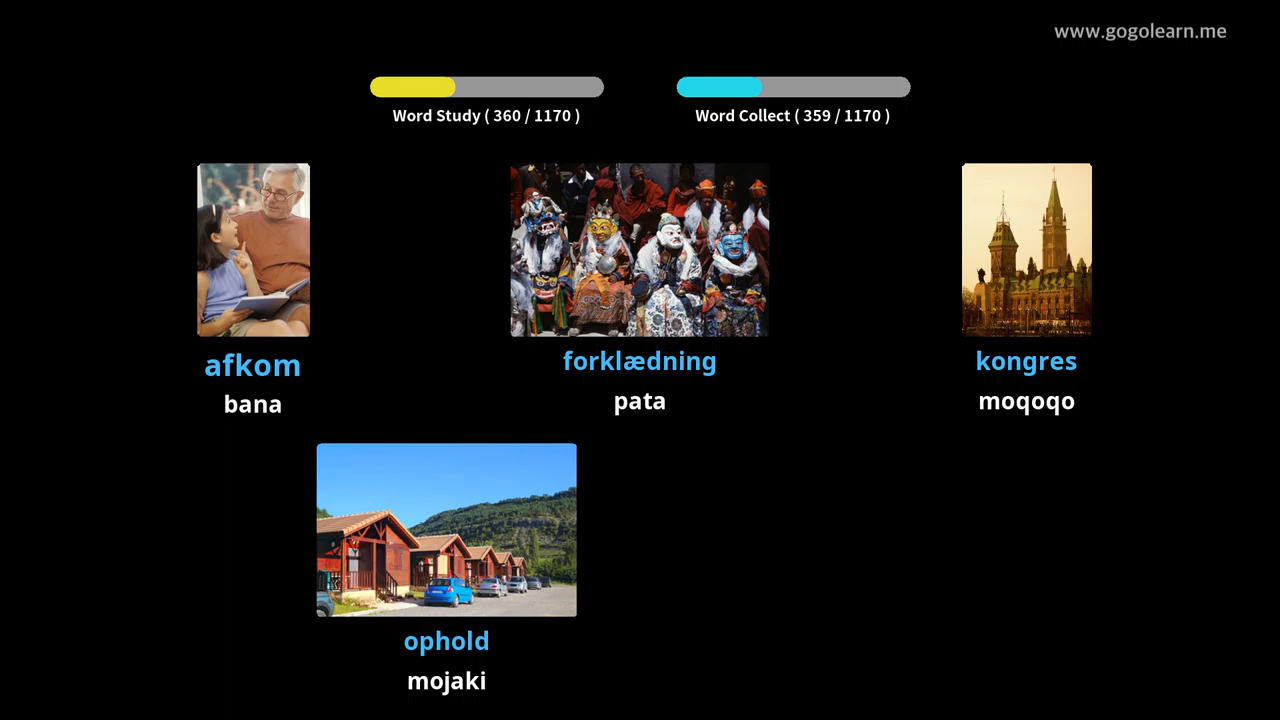 www.gogolearn.me
Word Study ( 360 / 1170 )
Word Collect ( 359 / 1170 )
afkom
bana
forklædning
pata
kongres
moqoqo
ophold
mojaki